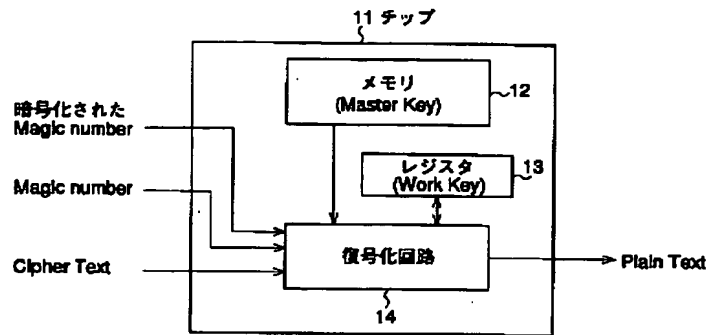 11 チップ
メモリ
(Master Key)
12
暗号化された
Magic number
レジスタ
(Work Key)
13
Magic number
復号化回路
Cipher Text
Plain Text
14